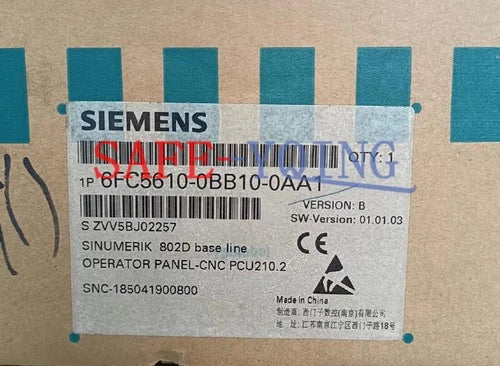 SIEMENS
SAFE-YQING
QTY: 1
1P 6FC5610-0BB10-0AA1
VERSION: B
SW-Version: 01.01.03
S ZVV5BJ02257
SINUMERIK 802D base line
OPERATOR PANEL-CNC PCU210.2
SNC-185041900800
Made in China
制造商: 西门子数控(南京)有限公司
地 址: 江苏南京江宁区西门子路18号